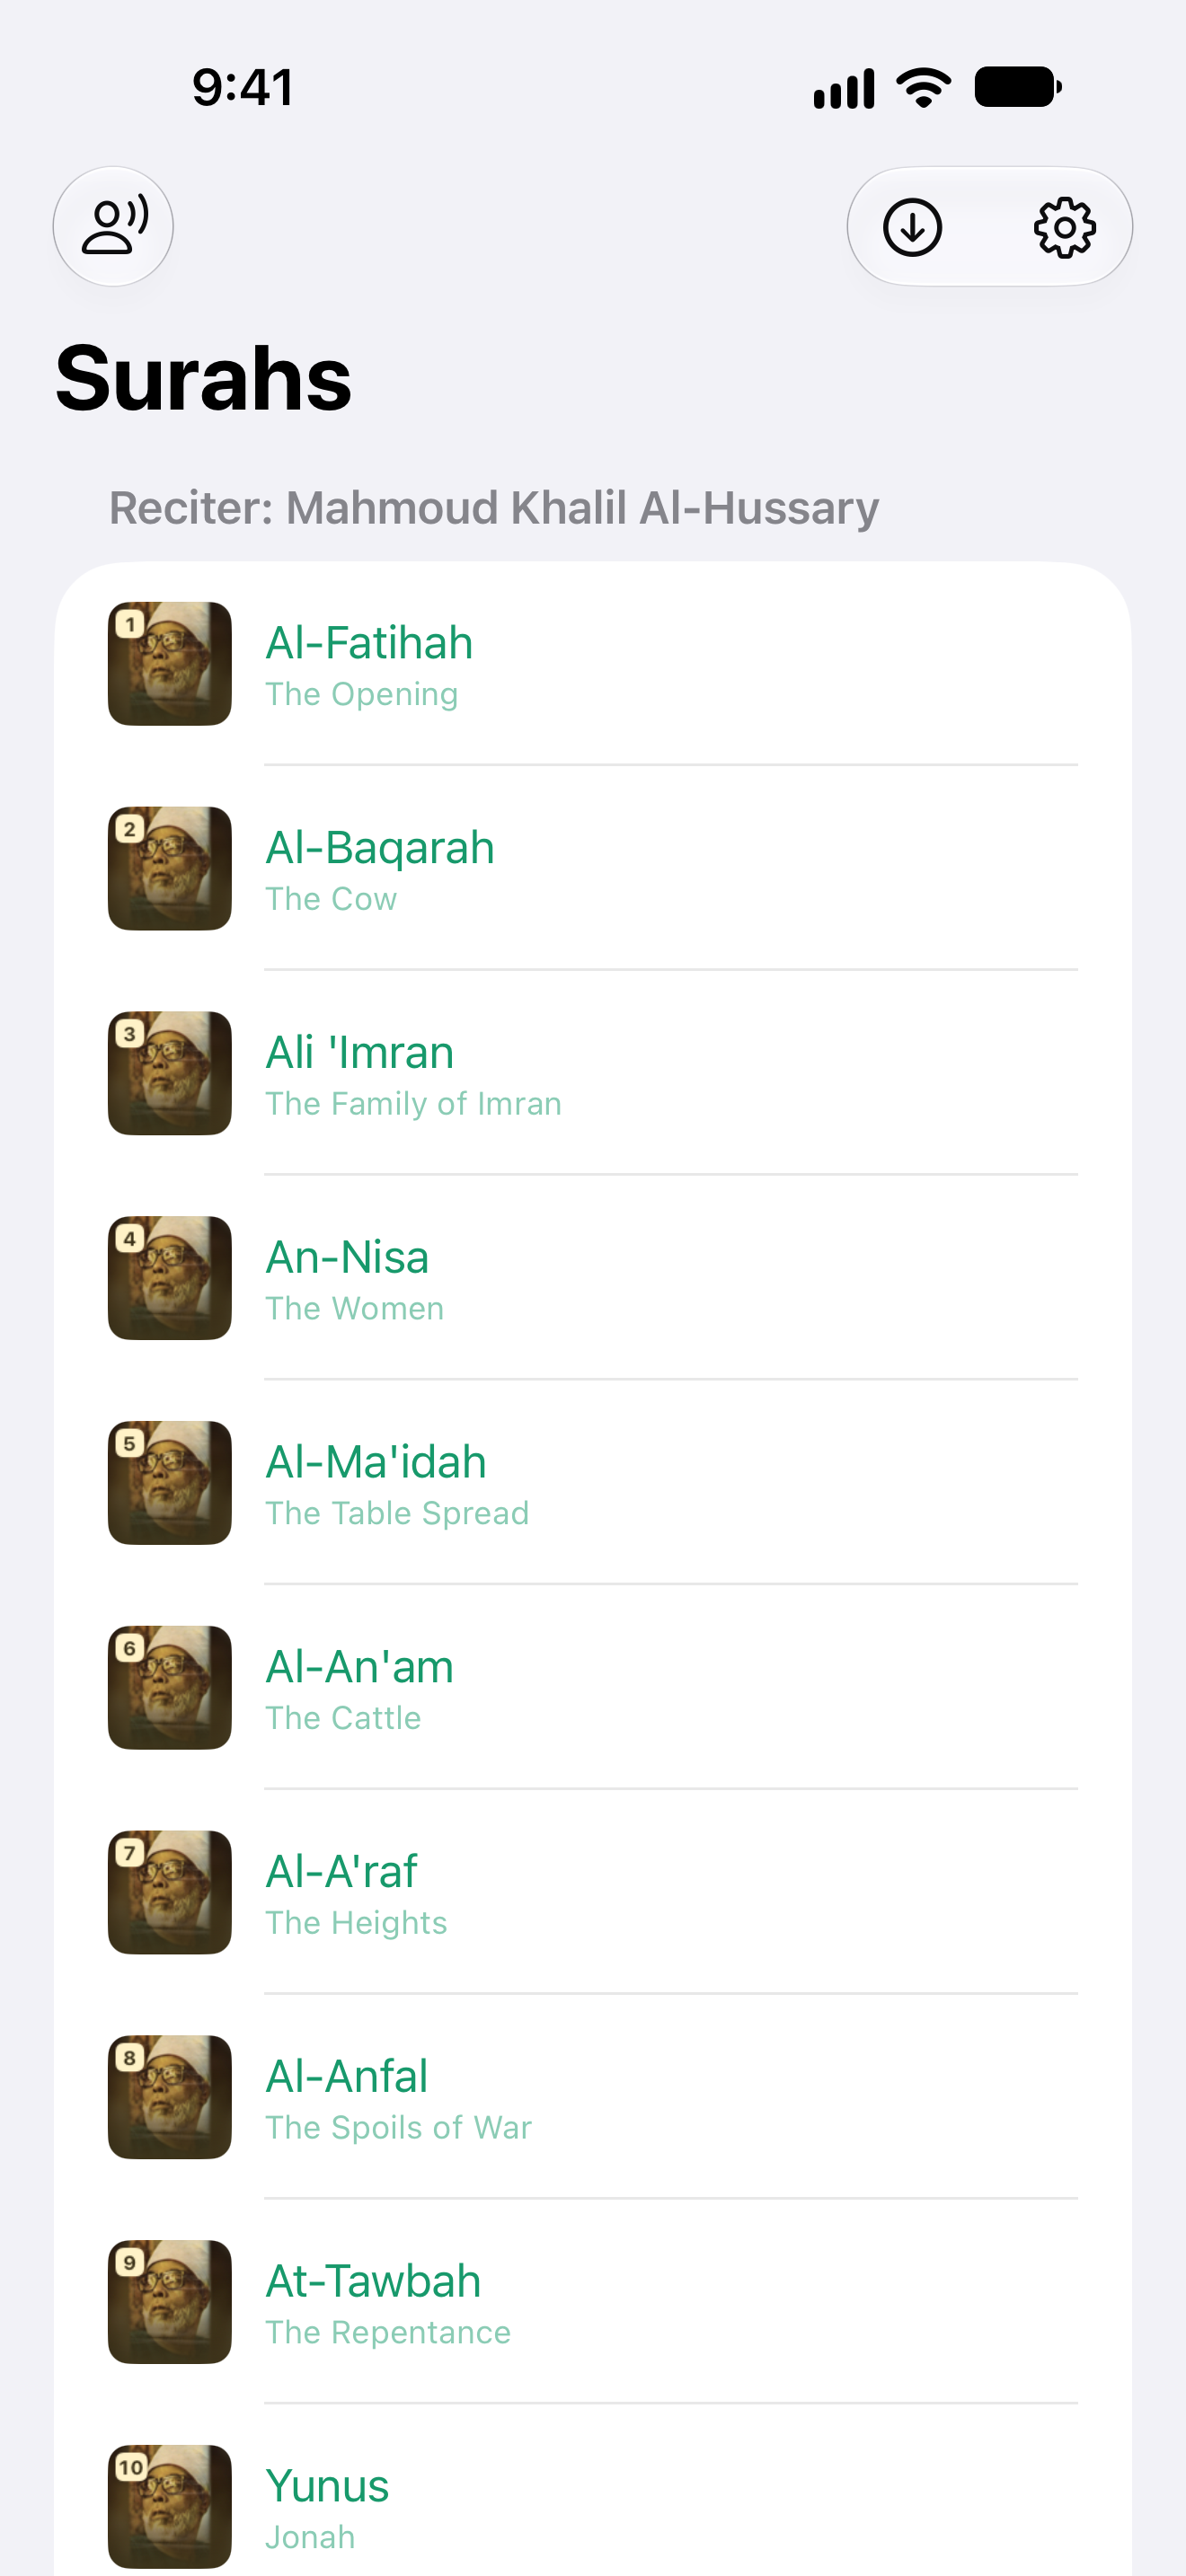 9:41
Surahs
Reciter: Mahmoud Khalil Al-Hussary
1
Al-Fatihah
The Opening
2
Al-Baqarah
The Cow
3
Ali 'Imran
The Family of Imran
4
An-Nisa
The Women
5
Al-Ma'idah
The Table Spread
6
Al-An'am
The Cattle
7
Al-A'raf
The Heights
8
Al-Anfal
The Spoils of War
9
At-Tawbah
The Repentance
10
Yunus
Jonah